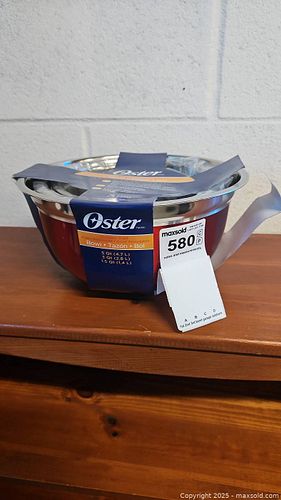 Oster
Oster
Bowl • Tazón • Bol
5 Qt (4,7 L)
3 Qt (2,8 L)
1.5 Qt (1,4 L)
maxsold
580
A B C D
Copyright 2025 - maxsold.com